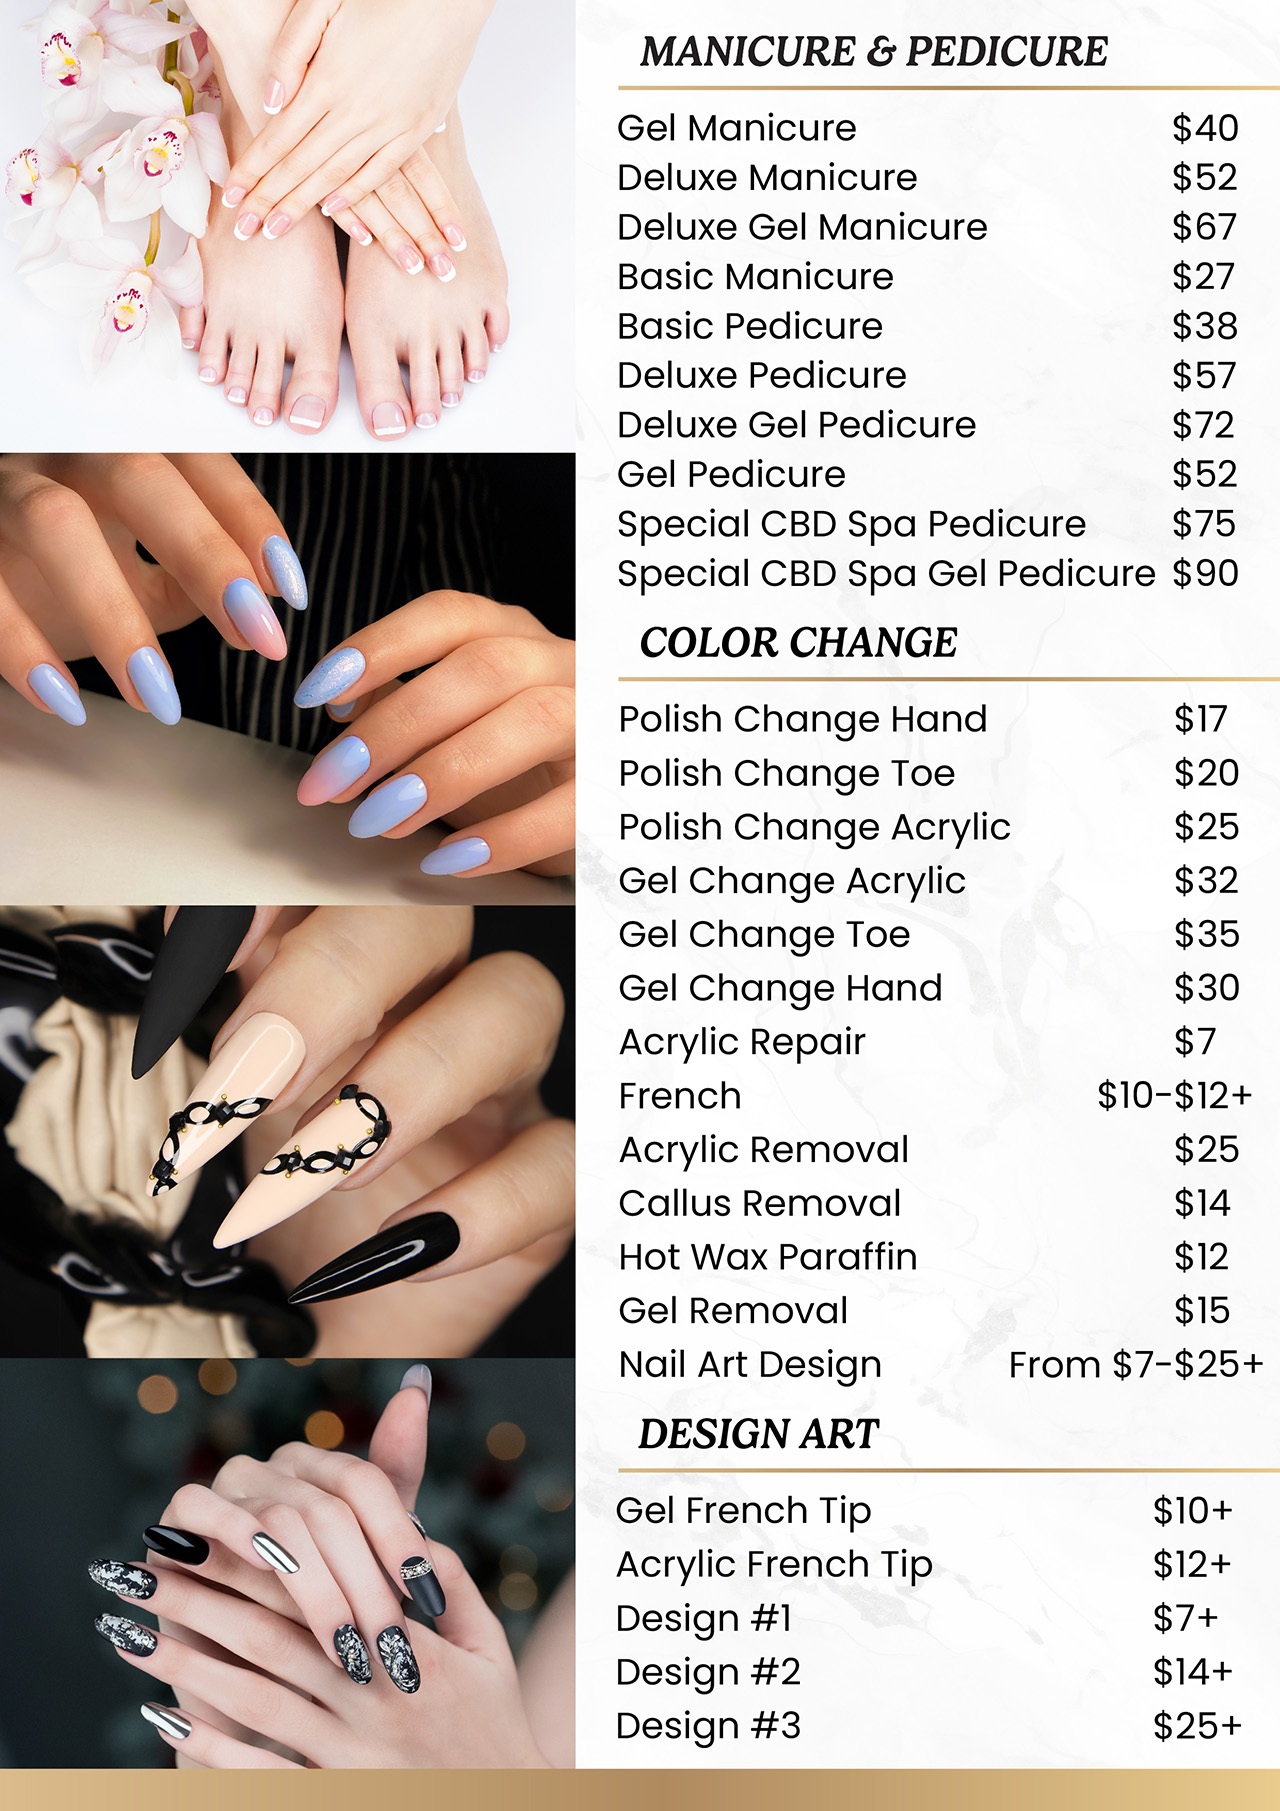 MANICURE & PEDICURE
Gel Manicure $40
Deluxe Manicure $52
Deluxe Gel Manicure $67
Basic Manicure $27
Basic Pedicure $38
Deluxe Pedicure $57
Deluxe Gel Pedicure $72
Gel Pedicure $52
Special CBD Spa Pedicure $75
Special CBD Spa Gel Pedicure $90
COLOR CHANGE
Polish Change Hand $17
Polish Change Toe $20
Polish Change Acrylic $25
Gel Change Acrylic $32
Gel Change Toe $35
Gel Change Hand $30
Acrylic Repair $7
French $10-$12+
Acrylic Removal $25
Callus Removal $14
Hot Wax Paraffin $12
Gel Removal $15
Nail Art Design From $7-$25+
DESIGN ART
Gel French Tip $10+
Acrylic French Tip $12+
Design #1 $7+
Design #2 $14+
Design #3 $25+